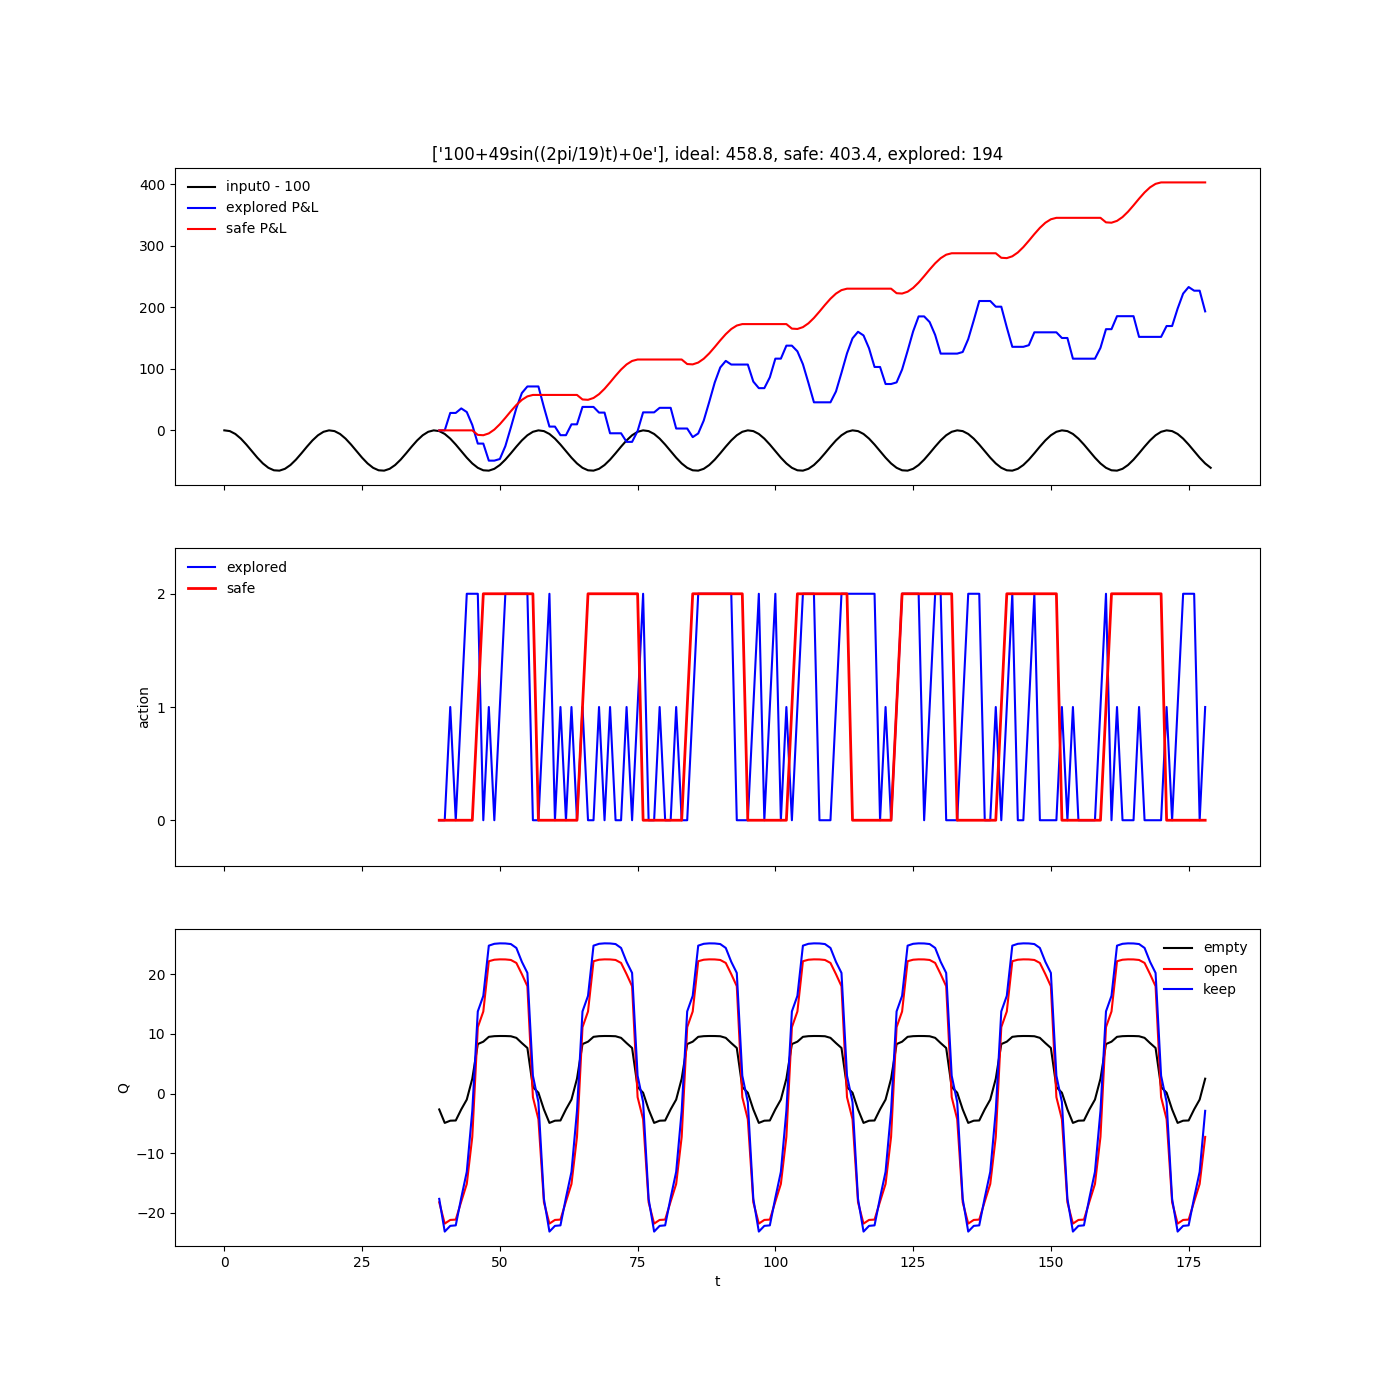 ['100+49sin((2pi/19)t)+0e'], ideal: 458.8, safe: 403.4, explored: 194
input0 - 100
explored P&L
safe P&L
400
300
200
100
0
explored
safe
2
1
0
action
empty
open
keep
20
10
0
−10
−20
Q
0 25 50 75 100 125 150 175
t